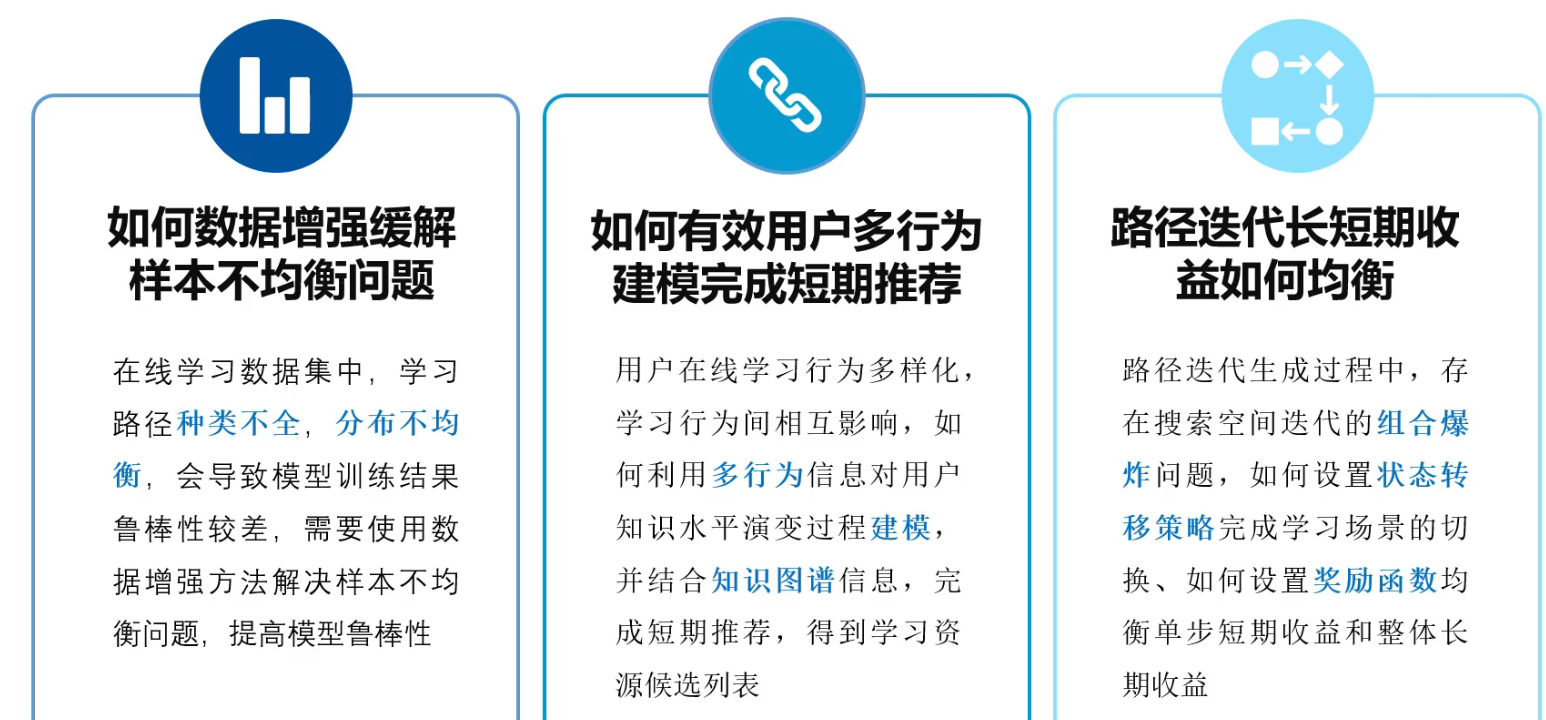 如何数据增强缓解
样本不均衡问题
在线学习数据集中，学习
路径种类不全，分布不均
衡，会导致模型训练结果
鲁棒性较差，需要使用数
据增强方法解决样本不均
衡问题，提高模型鲁棒性
如何有效用户多行为
建模完成短期推荐
用户在线学习行为多样化，
学习行为间相互影响，如
何利用多行为信息对用户
知识水平演变过程建模，
并结合知识图谱信息，完
成短期推荐，得到学习资
源候选列表
路径迭代长短期收
益如何均衡
路径迭代生成过程中，存
在搜索空间迭代的组合爆
炸问题，如何设置状态转
移策略完成学习场景的切
换、如何设置奖励函数均
衡单步短期收益和整体长
期收益